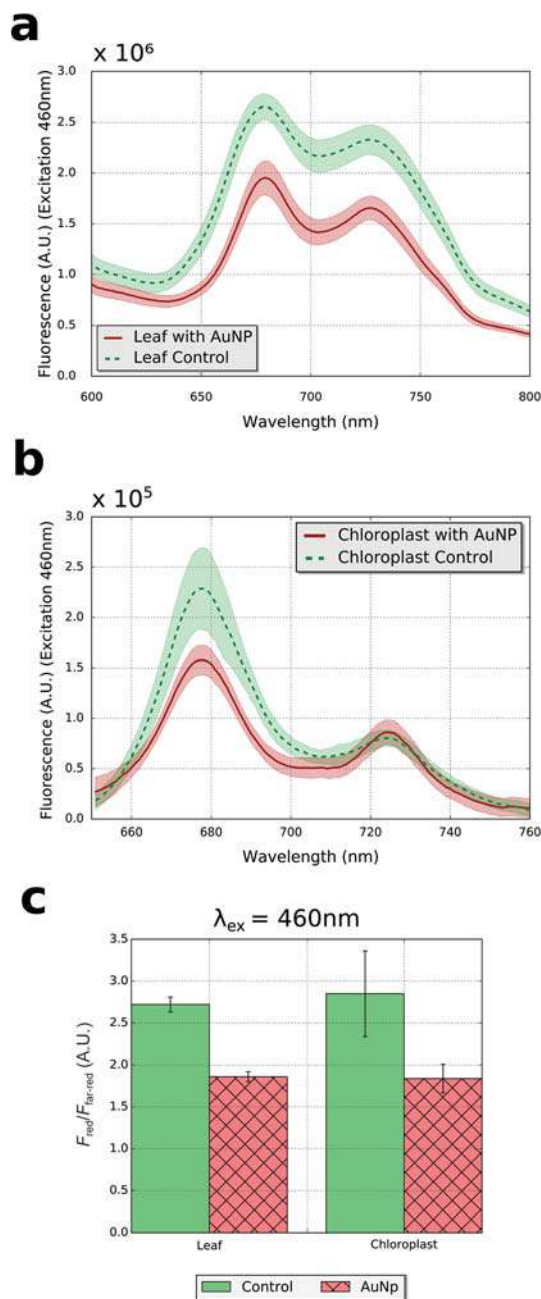 a
x 10⁶
Fluorescence (A.U.) (Excitation 460nm)
3.0
2.5
2.0
1.5
1.0
0.5
0.0
Leaf with AuNP
Leaf Control
600 650 700 750 800
Wavelength (nm)
b
x 10⁵
Fluorescence (A.U.) (Excitation 460nm)
3.0
2.5
2.0
1.5
1.0
0.5
0.0
Chloroplast with AuNP
Chloroplast Control
660 680 700 720 740 760
Wavelength (nm)
c
λex = 460nm
Fred/Ffar-red (A.U.)
3.5
3.0
2.5
2.0
1.5
1.0
0.5
0.0
Leaf Chloroplast
Control AuNp